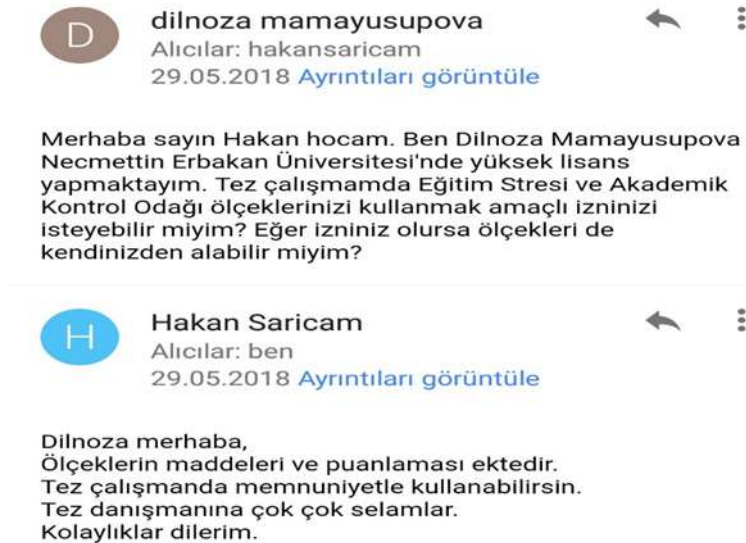 D
dilnoza mamayusupova
Alıcılar: hakansaricam
29.05.2018 Ayrıntıları görüntüle
Merhaba sayın Hakan hocam. Ben Dilnoza Mamayusupova
Necmettin Erbakan Üniversitesi'nde yüksek lisans
yapmaktayım. Tez çalışmamda Eğitim Stresi ve Akademik
Kontrol Odağı ölçeklerinizi kullanmak amaçlı izninizi
isteyebilir miyim? Eğer izniniz olursa ölçekleri de
kendinizden alabilir miyim?
H
Hakan Saricam
Alıcılar: ben
29.05.2018 Ayrıntıları görüntüle
Dilnoza merhaba,
Ölçeklerin maddeleri ve puanlaması ektedir.
Tez çalışmanda memnuniyetle kullanabilirsin.
Tez danışmanına çok çok selamlar.
Kolaylıklar dilerim.